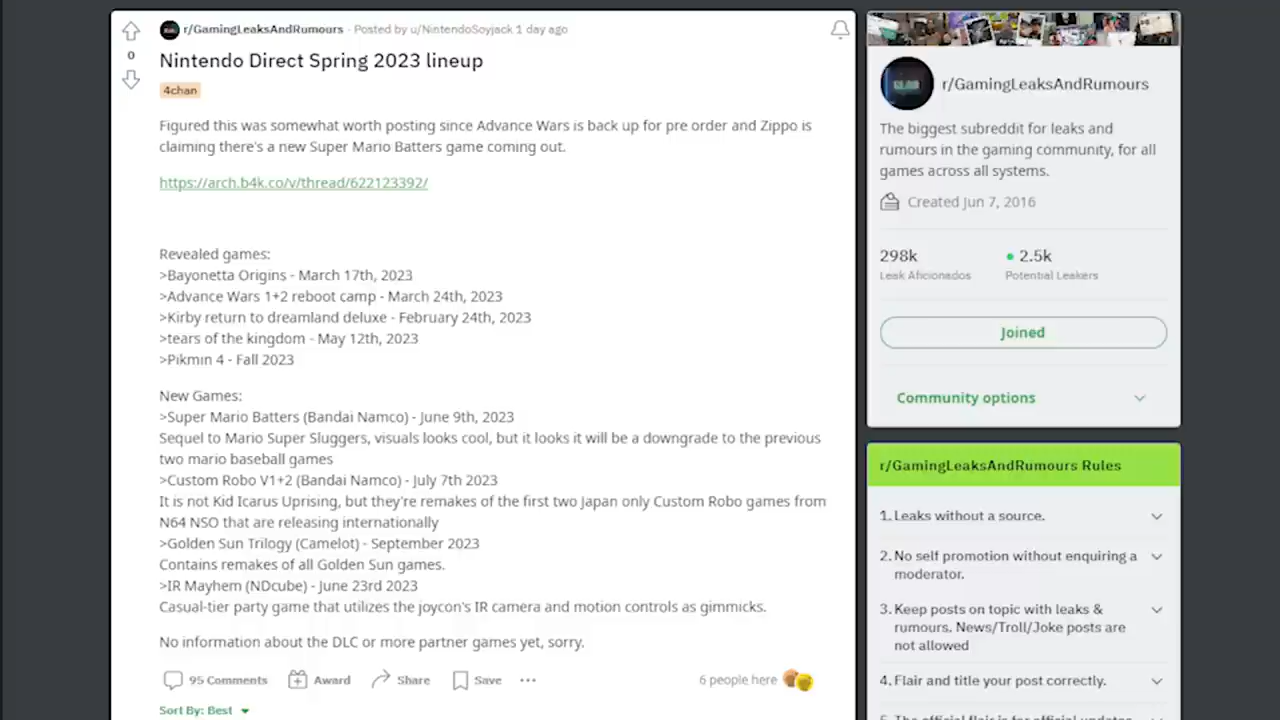 r/GamingLeaksAndRumours · Posted by u/NintendoSoyjack 1 day ago
0
Nintendo Direct Spring 2023 lineup
4chan
Figured this was somewhat worth posting since Advance Wars is back up for pre order and Zippo is
claiming there's a new Super Mario Batters game coming out.
https://arch.b4k.co/v/thread/622123392/
Revealed games:
>Bayonetta Origins - March 17th, 2023
>Advance Wars 1+2 reboot camp - March 24th, 2023
>Kirby return to dreamland deluxe - February 24th, 2023
>tears of the kingdom - May 12th, 2023
>Pikmin 4 - Fall 2023
New Games:
>Super Mario Batters (Bandai Namco) - June 9th, 2023
Sequel to Mario Super Sluggers, visuals looks cool, but it looks it will be a downgrade to the previous
two mario baseball games
>Custom Robo V1+2 (Bandai Namco) - July 7th 2023
It is not Kid Icarus Uprising, but they're remakes of the first two Japan only Custom Robo games from
N64 NSO that are releasing internationally
>Golden Sun Trilogy (Camelot) - September 2023
Contains remakes of all Golden Sun games.
>IR Mayhem (NDcube) - June 23rd 2023
Casual-tier party game that utilizes the joycon's IR camera and motion controls as gimmicks.
No information about the DLC or more partner games yet, sorry.
95 Comments Award Share Save ··· 6 people here
Sort By: Best
r/GamingLeaksAndRumours
The biggest subreddit for leaks and
rumours in the gaming community, for all
games across all systems.
Created Jun 7, 2016
298k 2.5k
Leak Aficionados Potential Leakers
Joined
Community options
r/GamingLeaksAndRumours Rules
1. Leaks without a source.
2. No self promotion without enquiring a
moderator.
3. Keep posts on topic with leaks &
rumours. News/Troll/Joke posts are
not allowed
4. Flair and title your post correctly.